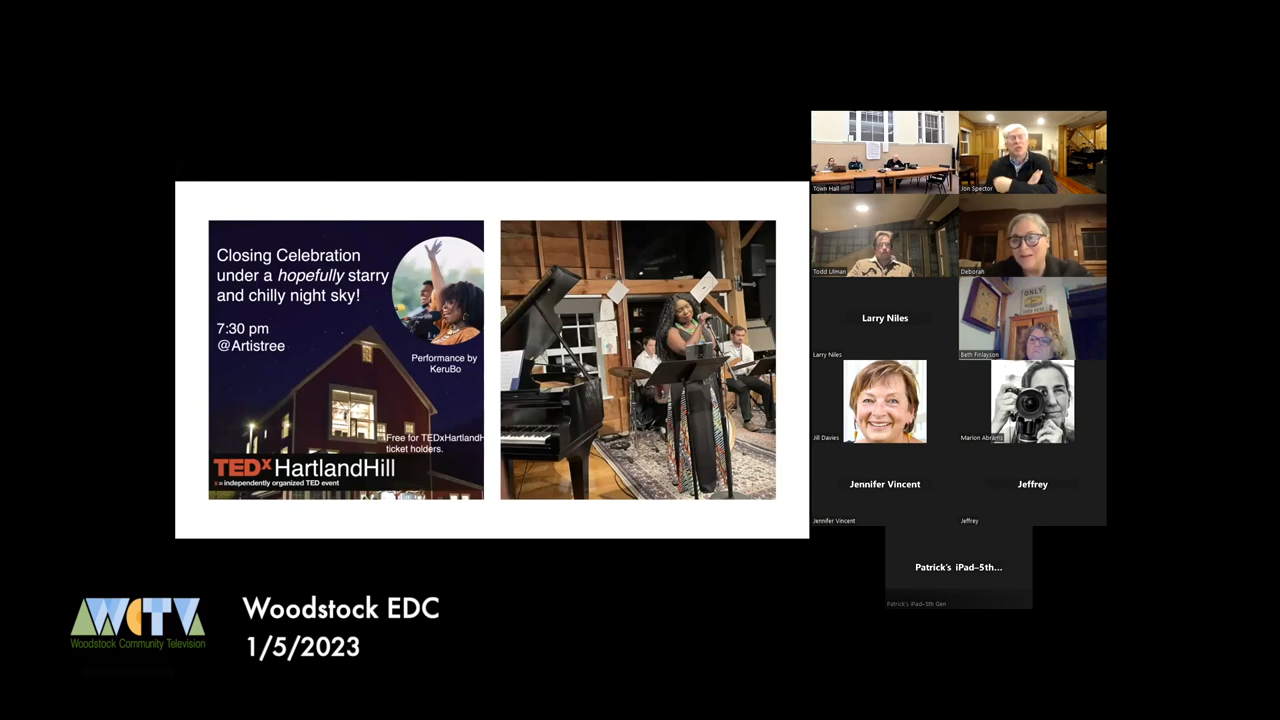 Closing Celebration
under a hopefully starry
and chilly night sky!
7:30 pm
@Artistree
Performance by
KeruBo
Free for TEDxHartlandH
ticket holders.
TEDx HartlandHill
x = independently organized TED event
Town Hall
Jon Spector
Todd Ulman
Deborah
ONLY
Larry Niles
Larry Niles
Beth Finlayson
Jill Davies
Marion Abrams
Jennifer Vincent
Jeffrey
Jennifer Vincent
Jeffrey
Patrick's iPad–5th...
Patrick's iPad–5th Gen
WCTV
Woodstock Community Television
Woodstock EDC
1/5/2023